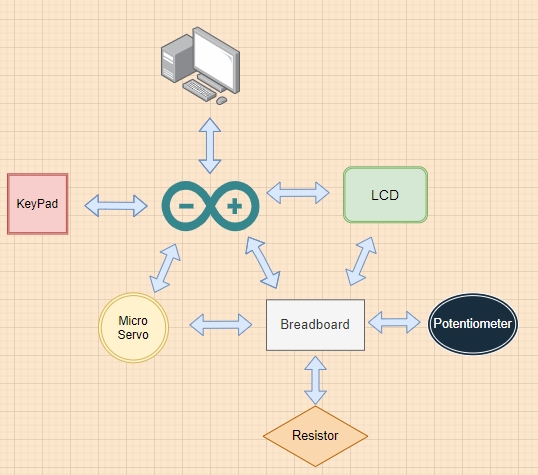 KeyPad
LCD
Micro
Servo
Breadboard
Potentiometer
Resistor